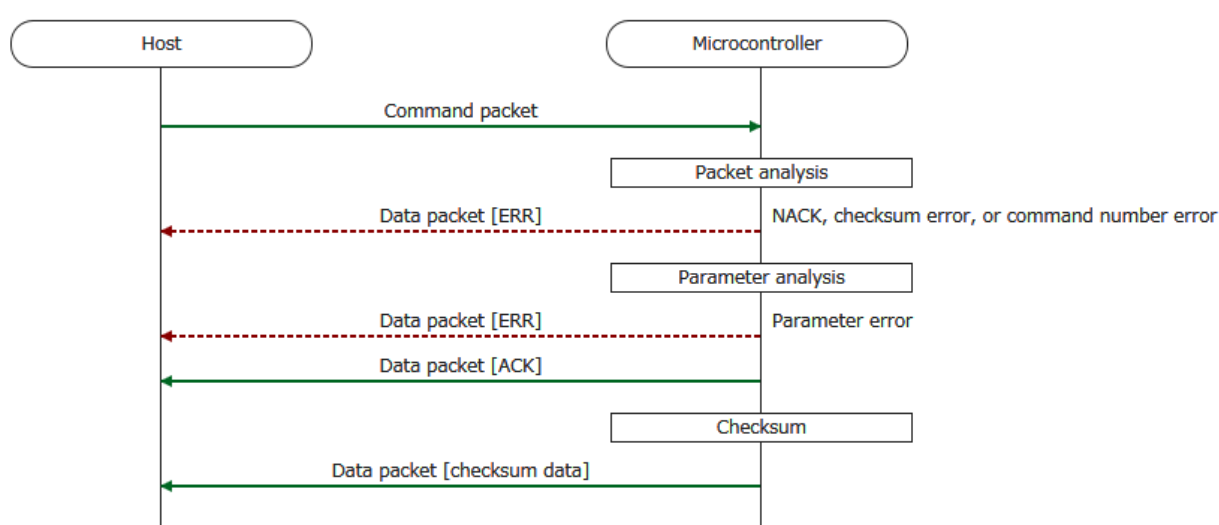 Host
Microcontroller
Command packet
Packet analysis
Data packet [ERR]
NACK, checksum error, or command number error
Parameter analysis
Data packet [ERR]
Parameter error
Data packet [ACK]
Checksum
Data packet [checksum data]